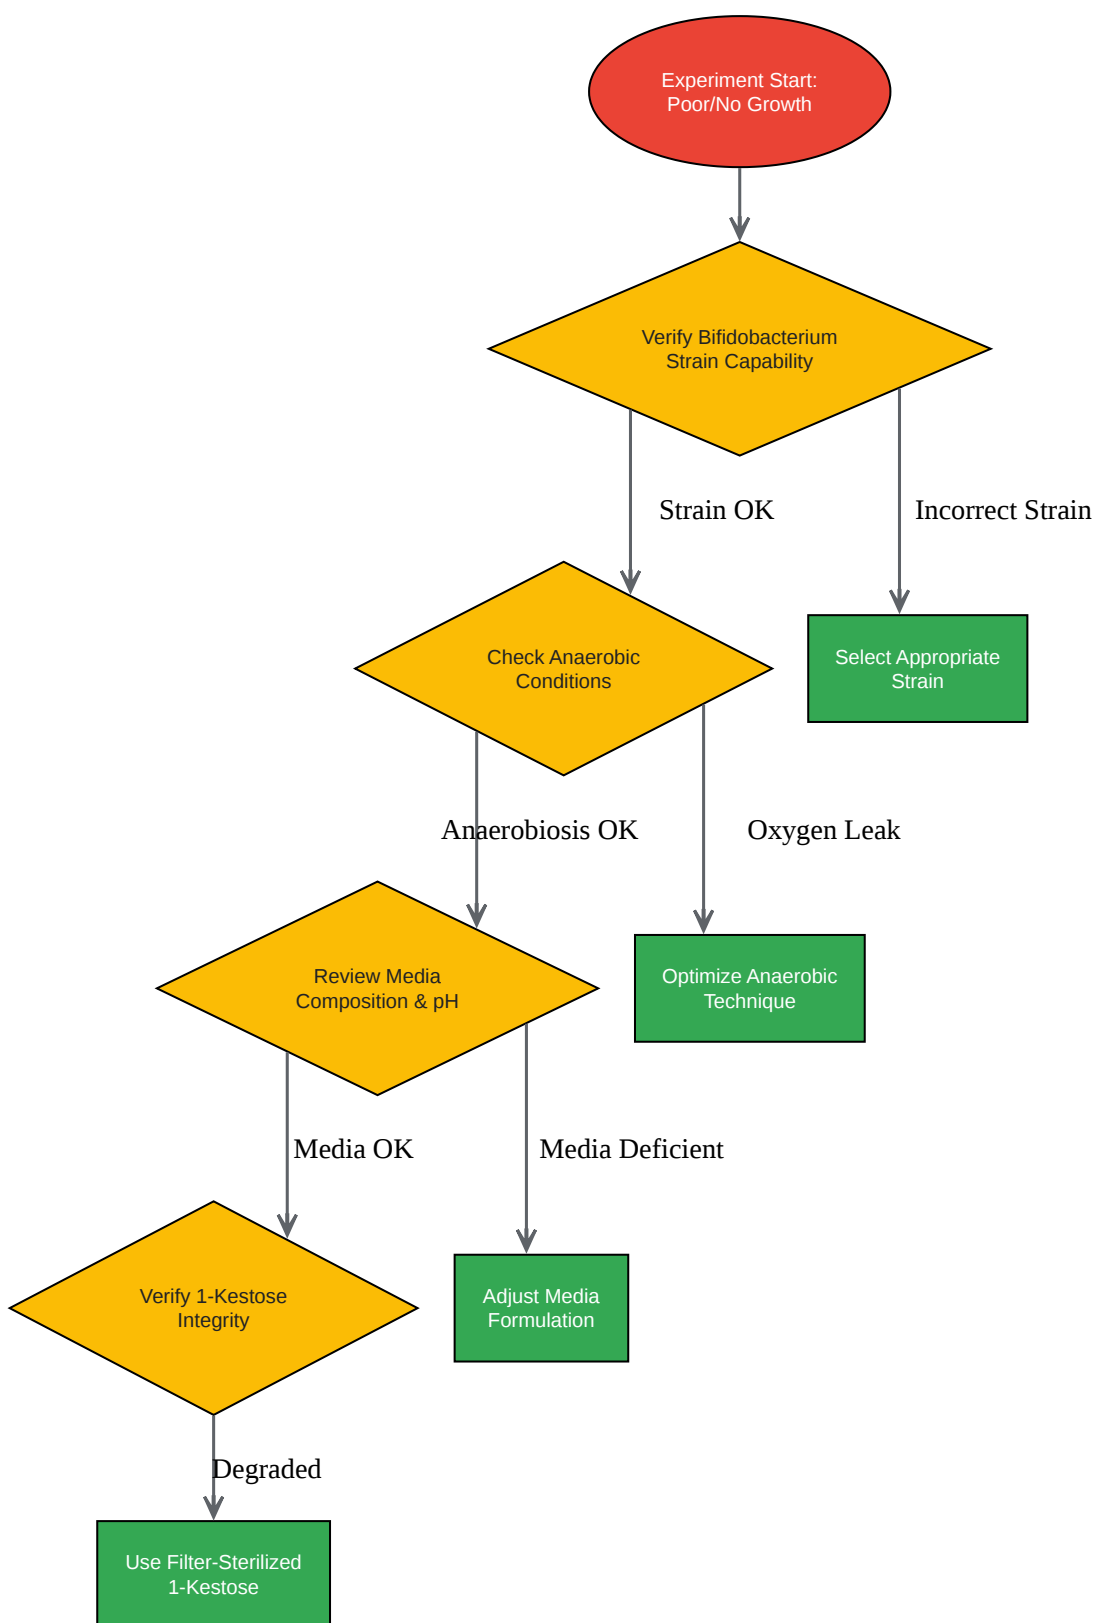 Experiment Start:
Poor/No Growth
Verify Bifidobacterium
Strain Capability
Strain OK
Incorrect Strain
Check Anaerobic
Conditions
Select Appropriate
Strain
Anaerobiosis OK
Oxygen Leak
Review Media
Composition & pH
Optimize Anaerobic
Technique
Media OK
Media Deficient
Verify 1-Kestose
Integrity
Adjust Media
Formulation
Degraded
Use Filter-Sterilized
1-Kestose